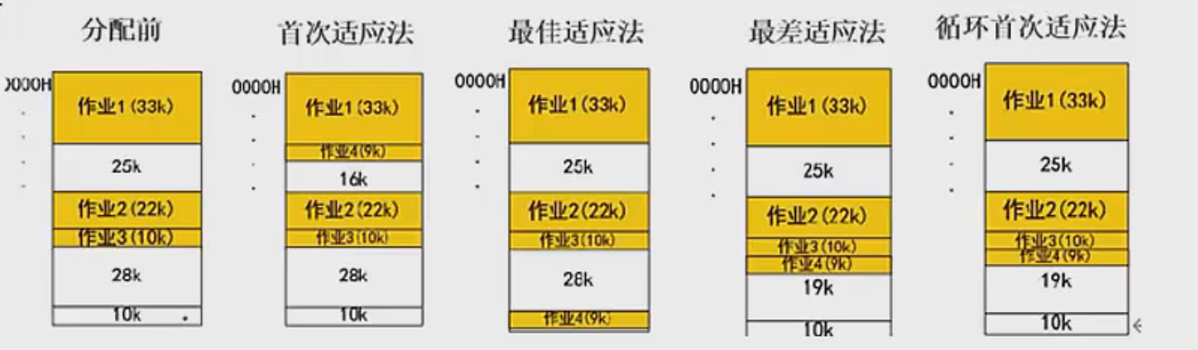 分配前
0000H
作业1(33k)
25k
作业2(22k)
作业3(10k)
28k
10k
首次适应法
0000H
作业1(33k)
作业4(9k)
16k
作业2(22k)
作业3(10k)
28k
10k
最佳适应法
0000H
作业1(33k)
25k
作业2(22k)
作业3(10k)
28k
作业4(9k)
最差适应法
0000H
作业1(33k)
25k
作业2(22k)
作业3(10k)
作业4(9k)
19k
10k
循环首次适应法
0000H
作业1(33k)
25k
作业2(22k)
作业3(10k)
作业4(9k)
19k
10k